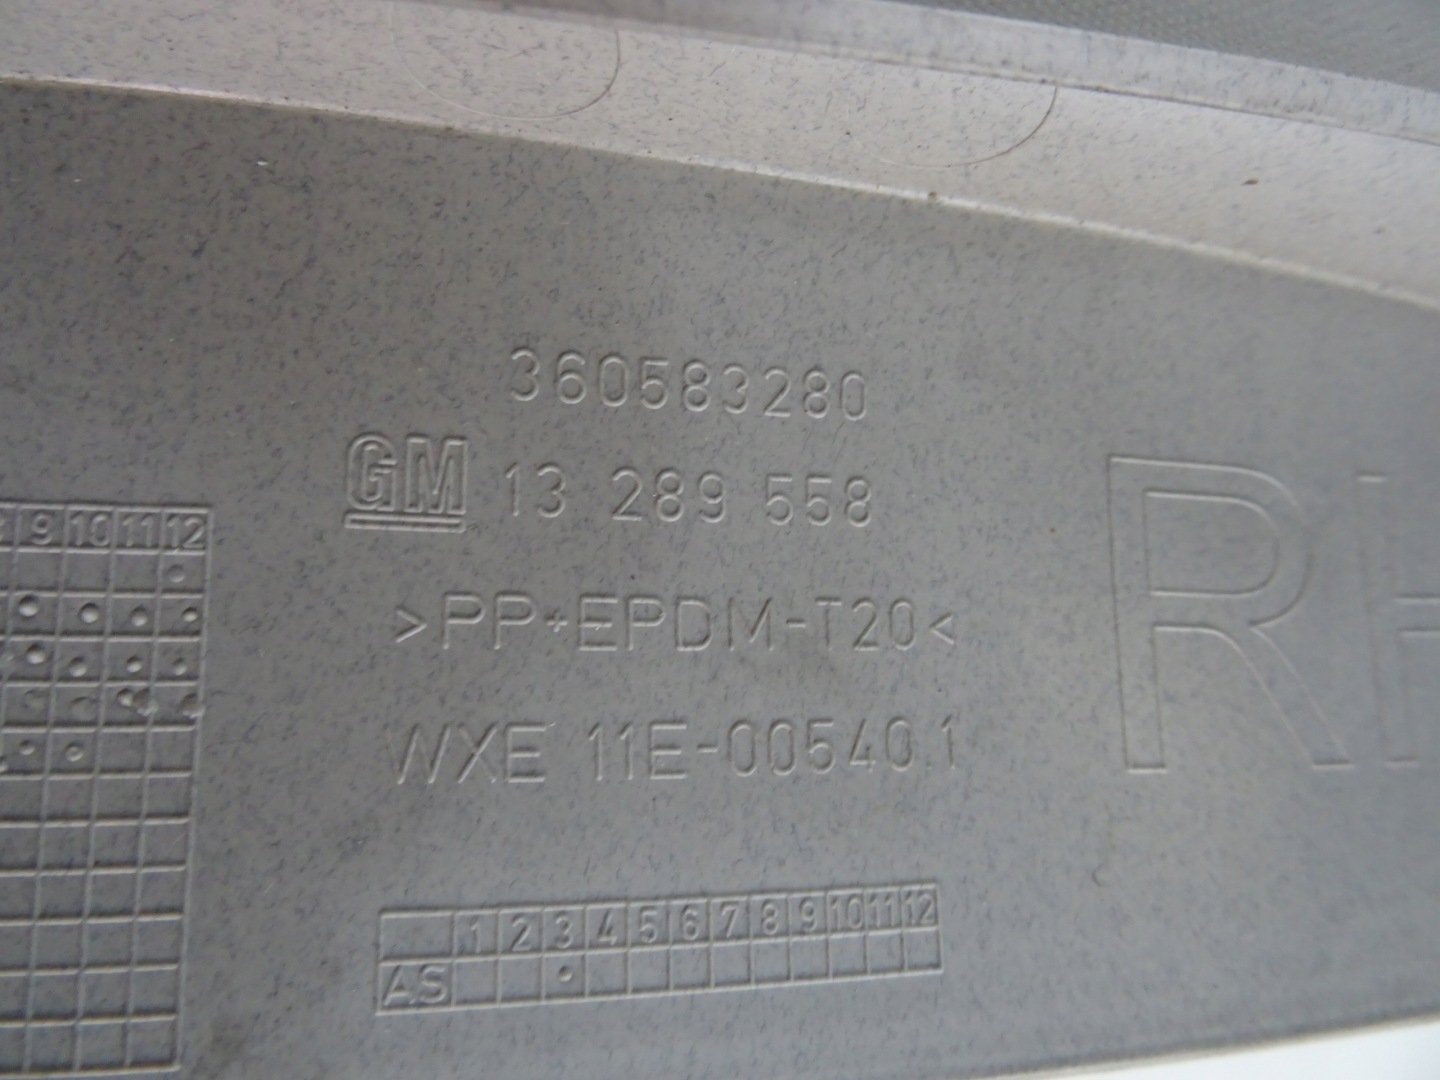 360583280
GM 13 289 558
>PP+EPDM-T20<
WXE 11E-00540.1
RH
9 10 11 12
1 2 3 4 5 6 7 8 9 10 11 12
AS